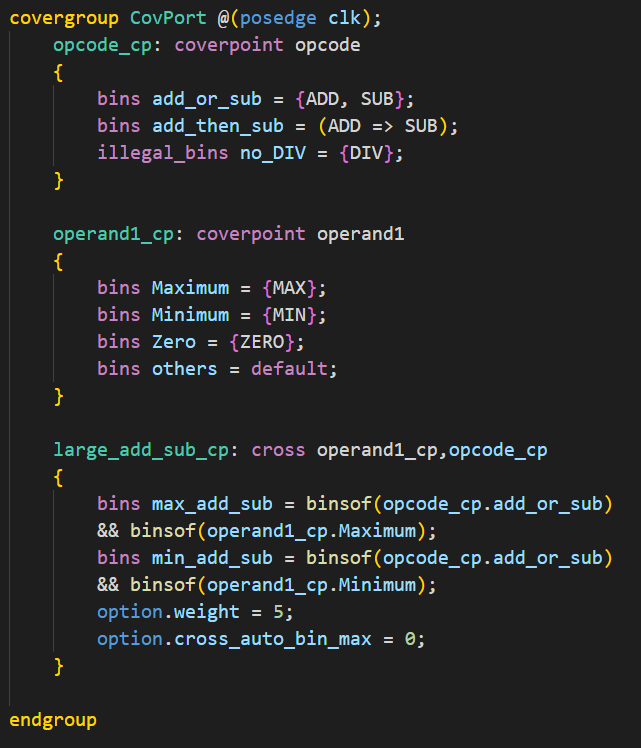 covergroup CovPort @(posedge clk);
    opcode_cp: coverpoint opcode
    {
        bins add_or_sub = {ADD, SUB};
        bins add_then_sub = (ADD => SUB);
        illegal_bins no_DIV = {DIV};
    }

    operand1_cp: coverpoint operand1
    {
        bins Maximum = {MAX};
        bins Minimum = {MIN};
        bins Zero = {ZERO};
        bins others = default;
    }

    large_add_sub_cp: cross operand1_cp,opcode_cp
    {
        bins max_add_sub = binsof(opcode_cp.add_or_sub)
        && binsof(operand1_cp.Maximum);
        bins min_add_sub = binsof(opcode_cp.add_or_sub)
        && binsof(operand1_cp.Minimum);
        option.weight = 5;
        option.cross_auto_bin_max = 0;
    }

endgroup